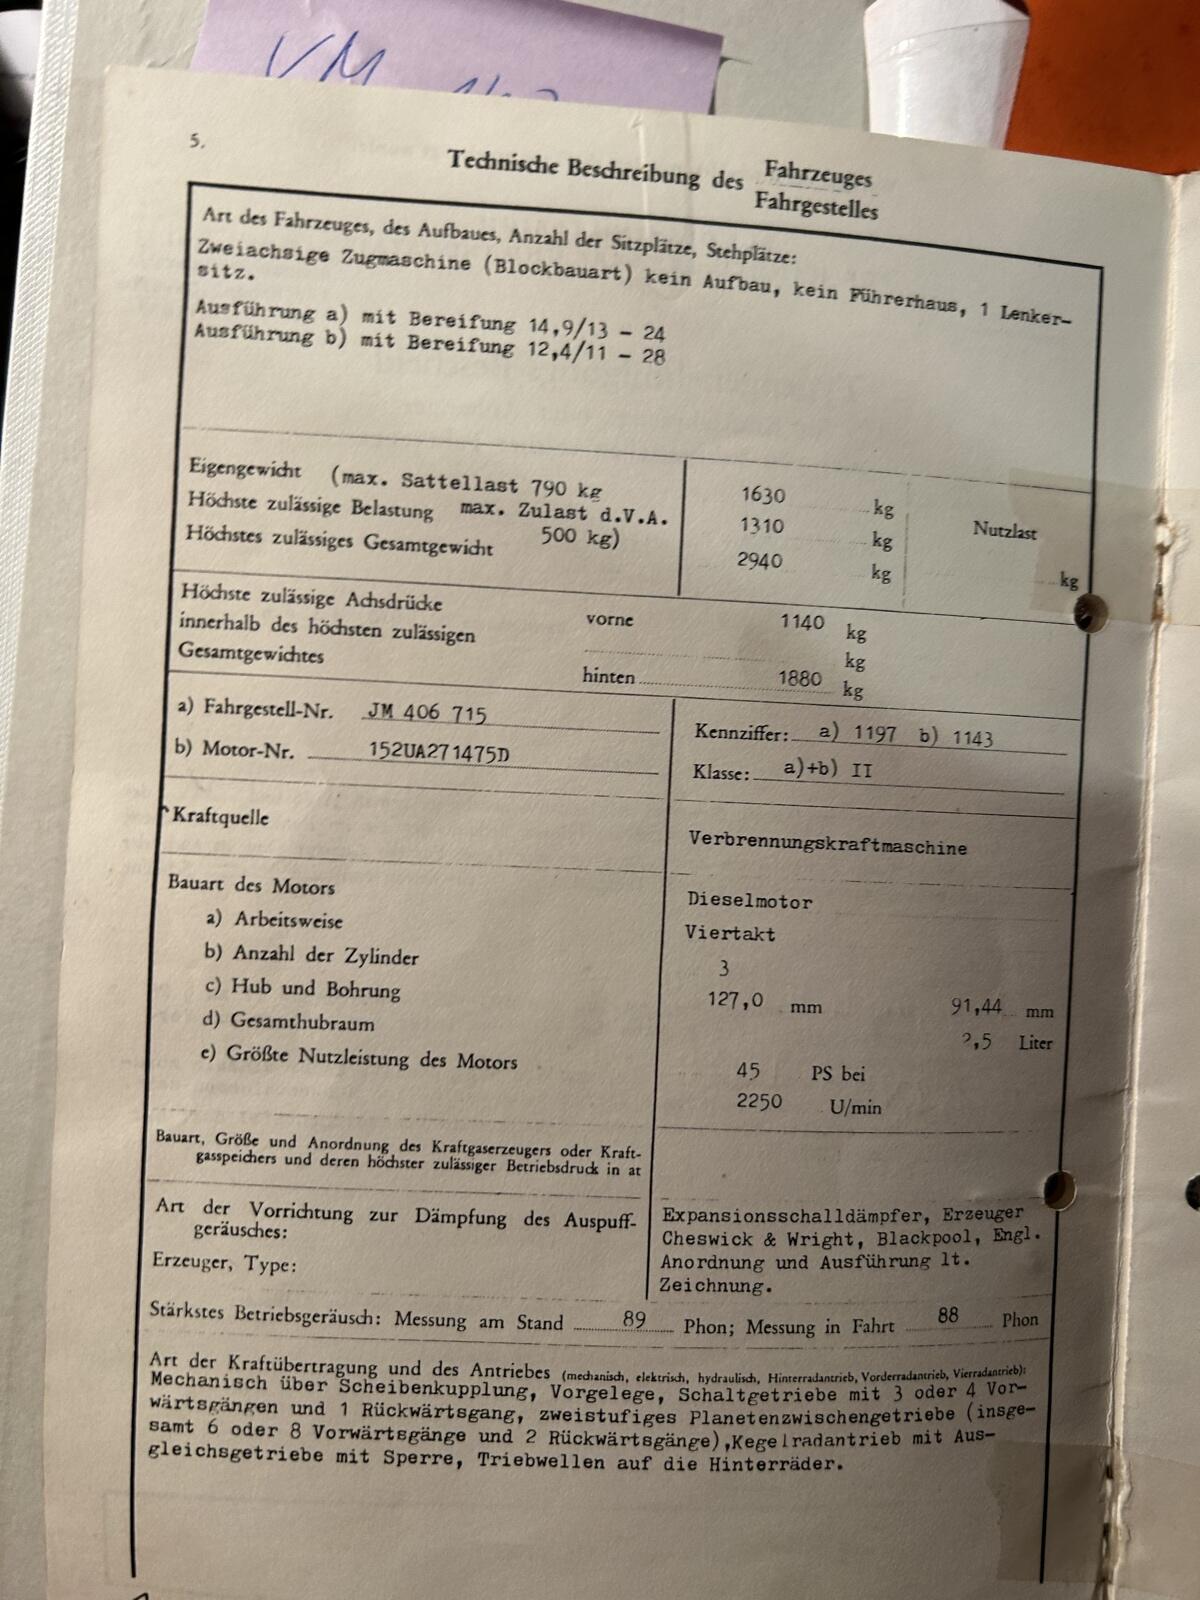 VM
5.
Technische Beschreibung des Fahrzeuges
Fahrgestelles
Art des Fahrzeuges, des Aufbaues, Anzahl der Sitzplätze, Stehplätze:
Zweiachsige Zugmaschine (Blockbauart) kein Aufbau, kein Führerhaus, 1 Lenker-
sitz.
Ausführung a) mit Bereifung 14,9/13 - 24
Ausführung b) mit Bereifung 12,4/11 - 28
Eigengewicht (max. Sattellast 790 kg 1630 kg
Höchste zulässige Belastung max. Zulast d.V.A. 1310 kg Nutzlast
Höchstes zulässiges Gesamtgewicht 500 kg) 2940 kg kg
Höchste zulässige Achsdrücke vorne 1140 kg
innerhalb des höchsten zulässigen kg
Gesamtgewichtes hinten 1880 kg
a) Fahrgestell-Nr. JM 406 715 Kennziffer: a) 1197 b) 1143
b) Motor-Nr. 152UA271475D Klasse: a)+b) II
Kraftquelle Verbrennungskraftmaschine
Bauart des Motors Dieselmotor
a) Arbeitsweise Viertakt
b) Anzahl der Zylinder 3
c) Hub und Bohrung 127,0 mm 91,44 mm
d) Gesamthubraum 2,5 Liter
e) Größte Nutzleistung des Motors 45 PS bei
2250 U/min
Bauart, Größe und Anordnung des Kraftgaserzeugers oder Kraft-
gasspeichers und deren höchster zulässiger Betriebsdruck in at
Art der Vorrichtung zur Dämpfung des Auspuff- Expansionsschalldämpfer, Erzeuger
geräusches: Cheswick & Wright, Blackpool, Engl.
Erzeuger, Type: Anordnung und Ausführung lt.
Zeichnung.
Stärkstes Betriebsgeräusch: Messung am Stand 89 Phon; Messung in Fahrt 88 Phon
Art der Kraftübertragung und des Antriebes (mechanisch, elektrisch, hydraulisch, Hinterradantrieb, Vorderradantrieb, Vierradantrieb):
Mechanisch über Scheibenkupplung, Vorgelege, Schaltgetriebe mit 3 oder 4 Vor-
wärtsgängen und 1 Rückwärtsgang, zweistufiges Planetenzwischengetriebe (insge-
samt 6 oder 8 Vorwärtsgänge und 2 Rückwärtsgänge),Kegelradantrieb mit Aus-
gleichsgetriebe mit Sperre, Triebwellen auf die Hinterräder.